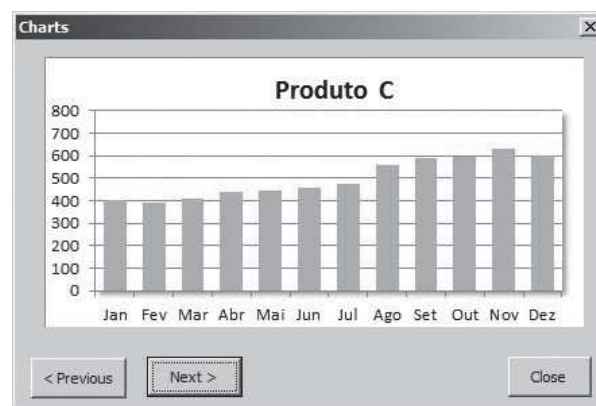 Charts
Produto C
800
700
600
500
400
300
200
100
0
Jan Fev Mar Abr Mai Jun Jul Ago Set Out Nov Dez
< Previous Next > Close